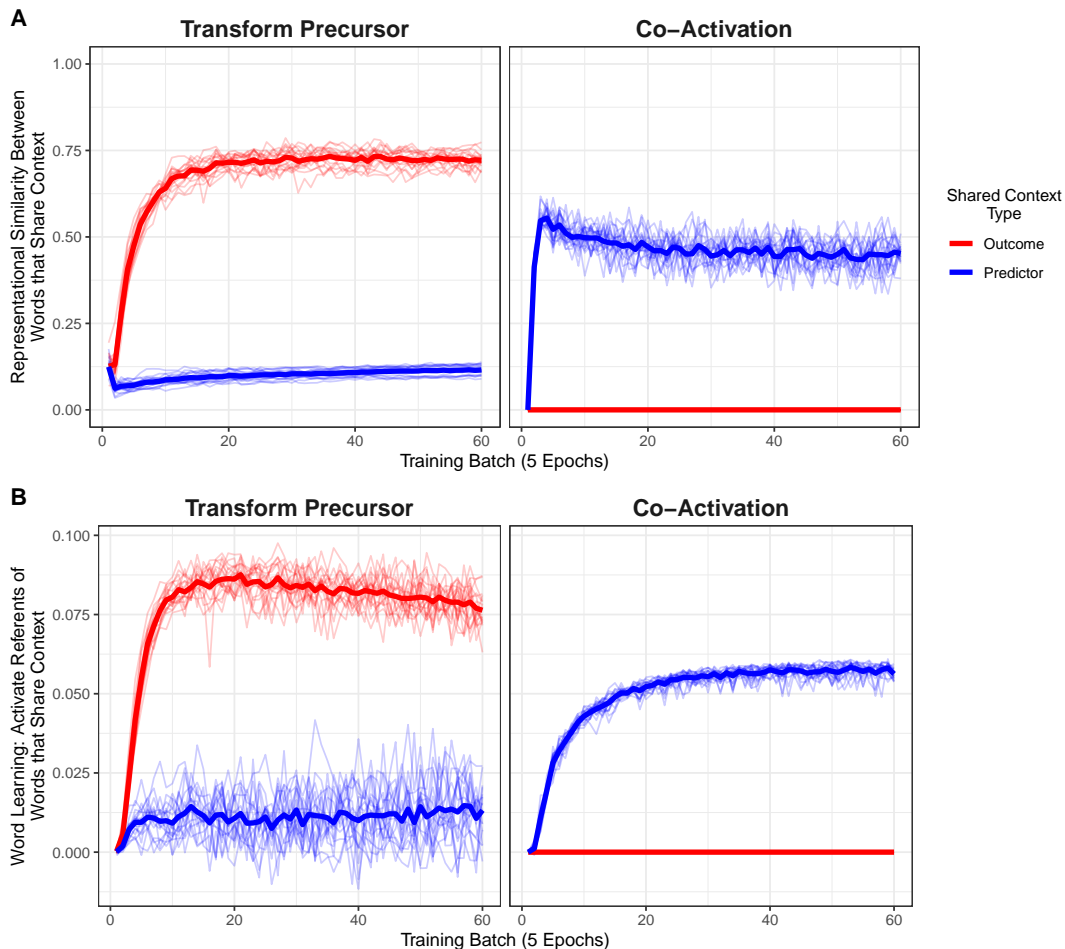 A
Transform Precursor
Co−Activation
Representational Similarity Between
Words that Share Context
1.00
0.75
0.50
0.25
0.00
0
20
40
60
0
20
40
60
Training Batch (5 Epochs)
Shared Context
Type
Outcome
Predictor
B
Transform Precursor
Co−Activation
Word Learning: Activate Referents of
Words that Share Context
0.100
0.075
0.050
0.025
0.000
0
20
40
60
0
20
40
60
Training Batch (5 Epochs)